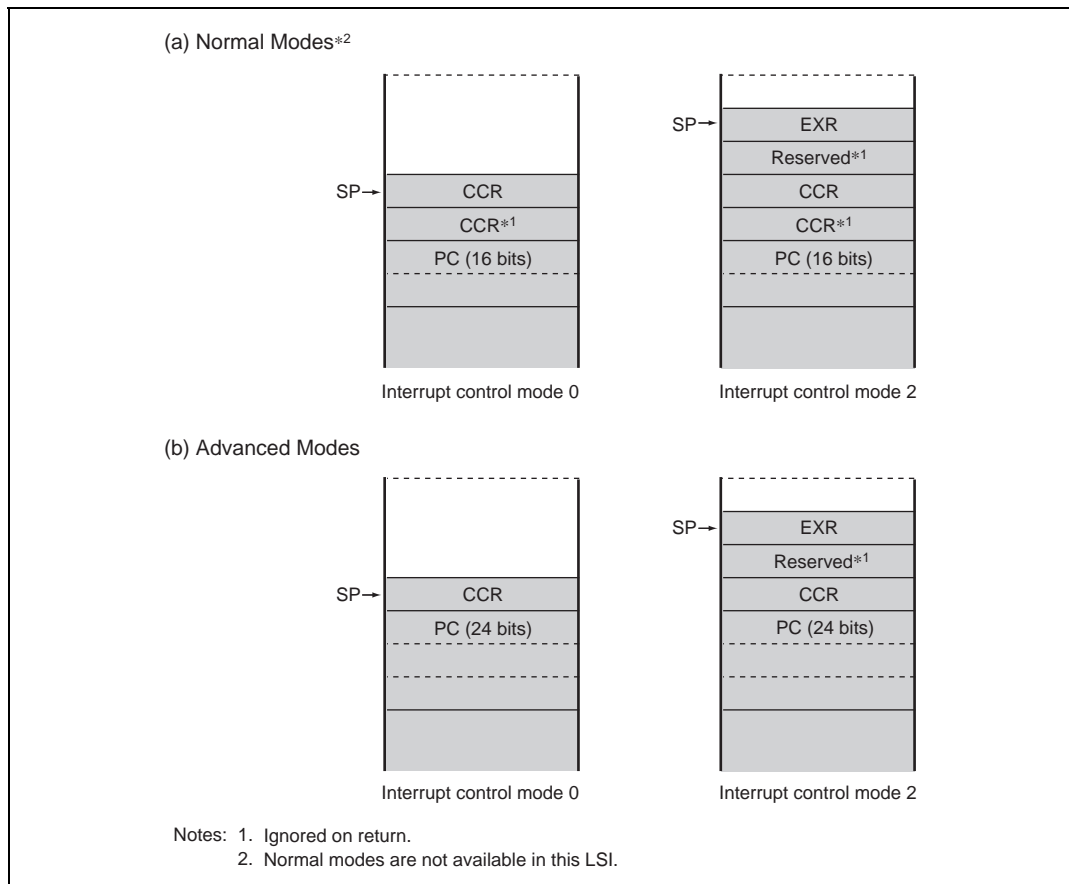 (a) Normal Modes*2
SP
CCR
CCR*1
PC (16 bits)
Interrupt control mode 0
SP
EXR
Reserved*1
CCR
CCR*1
PC (16 bits)
Interrupt control mode 2
(b) Advanced Modes
SP
CCR
PC (24 bits)
Interrupt control mode 0
SP
EXR
Reserved*1
CCR
PC (24 bits)
Interrupt control mode 2
Notes: 1. Ignored on return.
2. Normal modes are not available in this LSI.